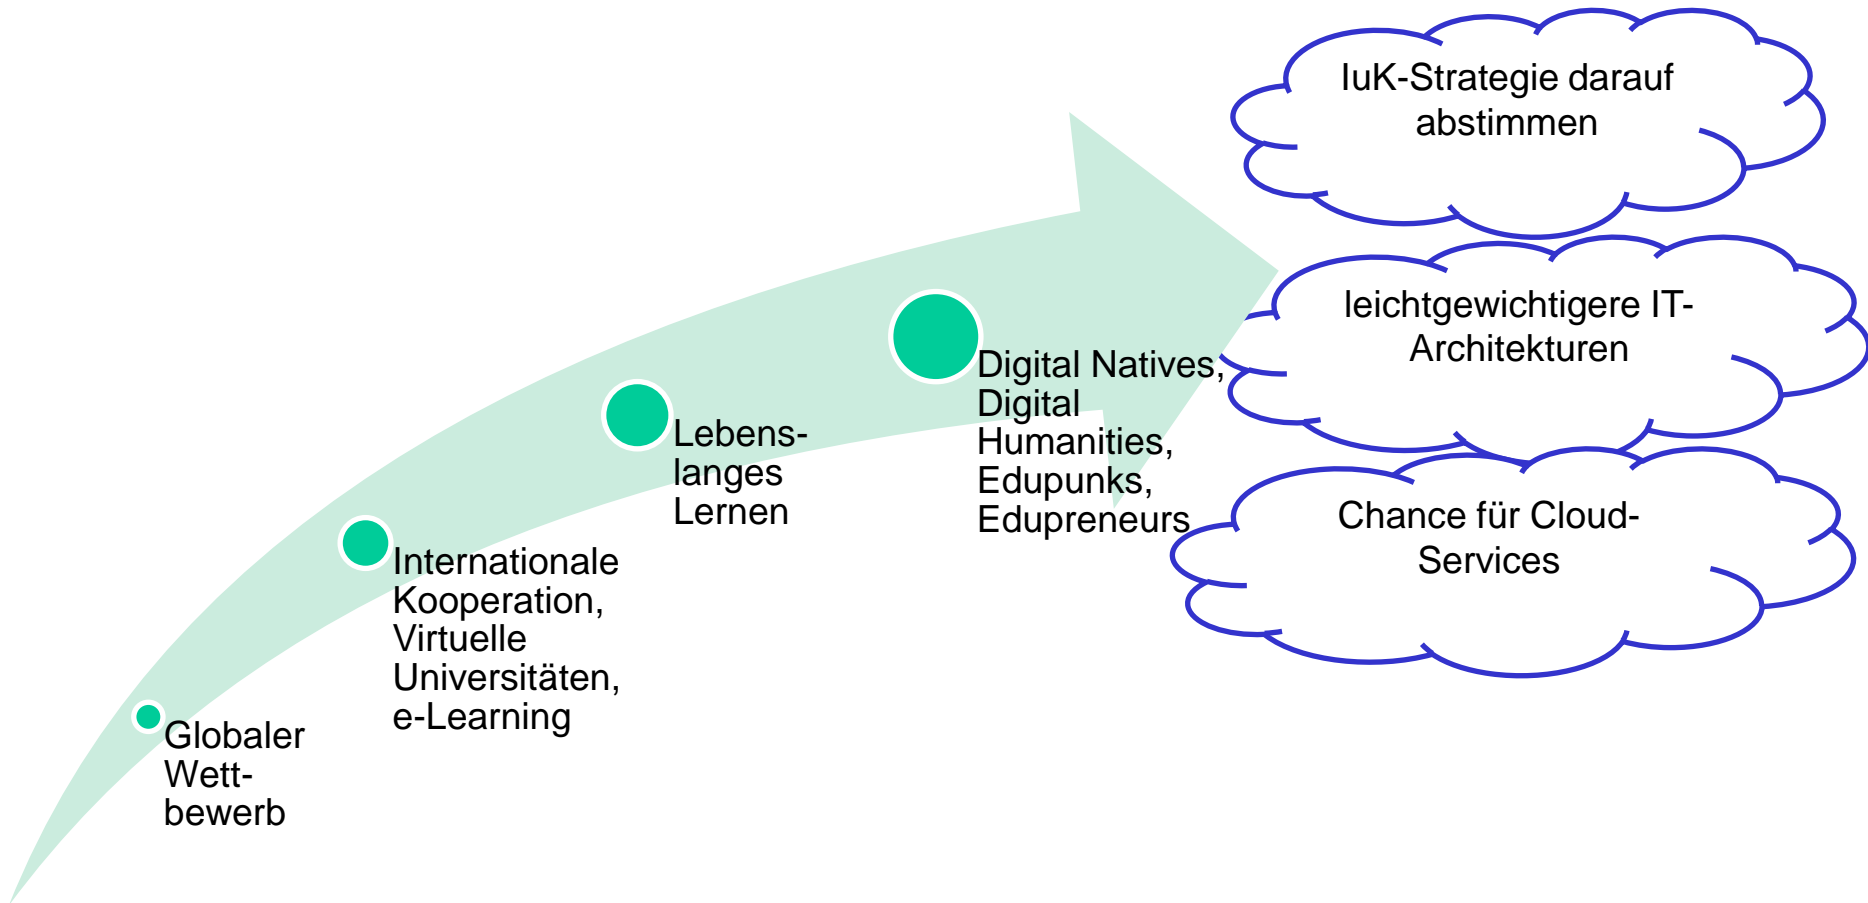 Globaler
Wett-
bewerb
Internationale
Kooperation,
Virtuelle
Universitäten,
e-Learning
Lebens-
langes
Lernen
Digital Natives,
Digital
Humanities,
Edupunks,
Edupreneurs
IuK-Strategie darauf
abstimmen
leichtgewichtigere IT-
Architekturen
Chance für Cloud-
Services